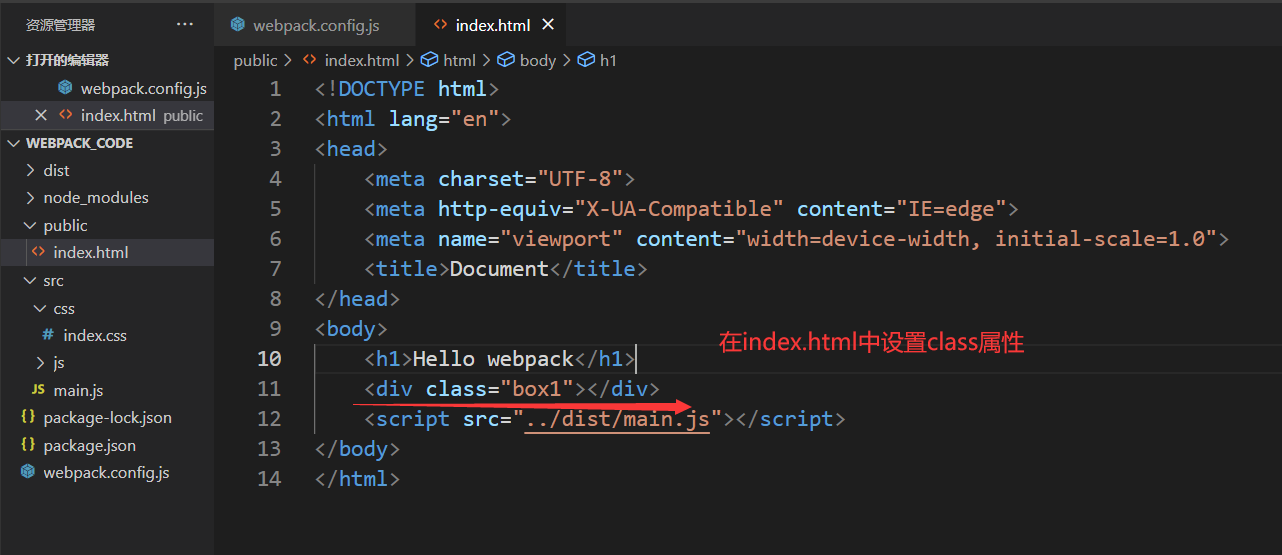 资源管理器 ···
打开的编辑器
webpack.config.js
index.html public
WEBPACK_CODE
dist
node_modules
public
index.html
src
css
index.css
js
JS main.js
package-lock.json
package.json
webpack.config.js
webpack.config.js index.html
public > index.html > html > body > h1
1 <!DOCTYPE html>
2 <html lang="en">
3 <head>
4 <meta charset="UTF-8">
5 <meta http-equiv="X-UA-Compatible" content="IE=edge">
6 <meta name="viewport" content="width=device-width, initial-scale=1.0">
7 <title>Document</title>
8 </head>
9 <body>
在index.html中设置class属性
10 <h1>Hello webpack</h1>
11 <div class="box1"></div>
12 <script src="../dist/main.js"></script>
13 </body>
14 </html>